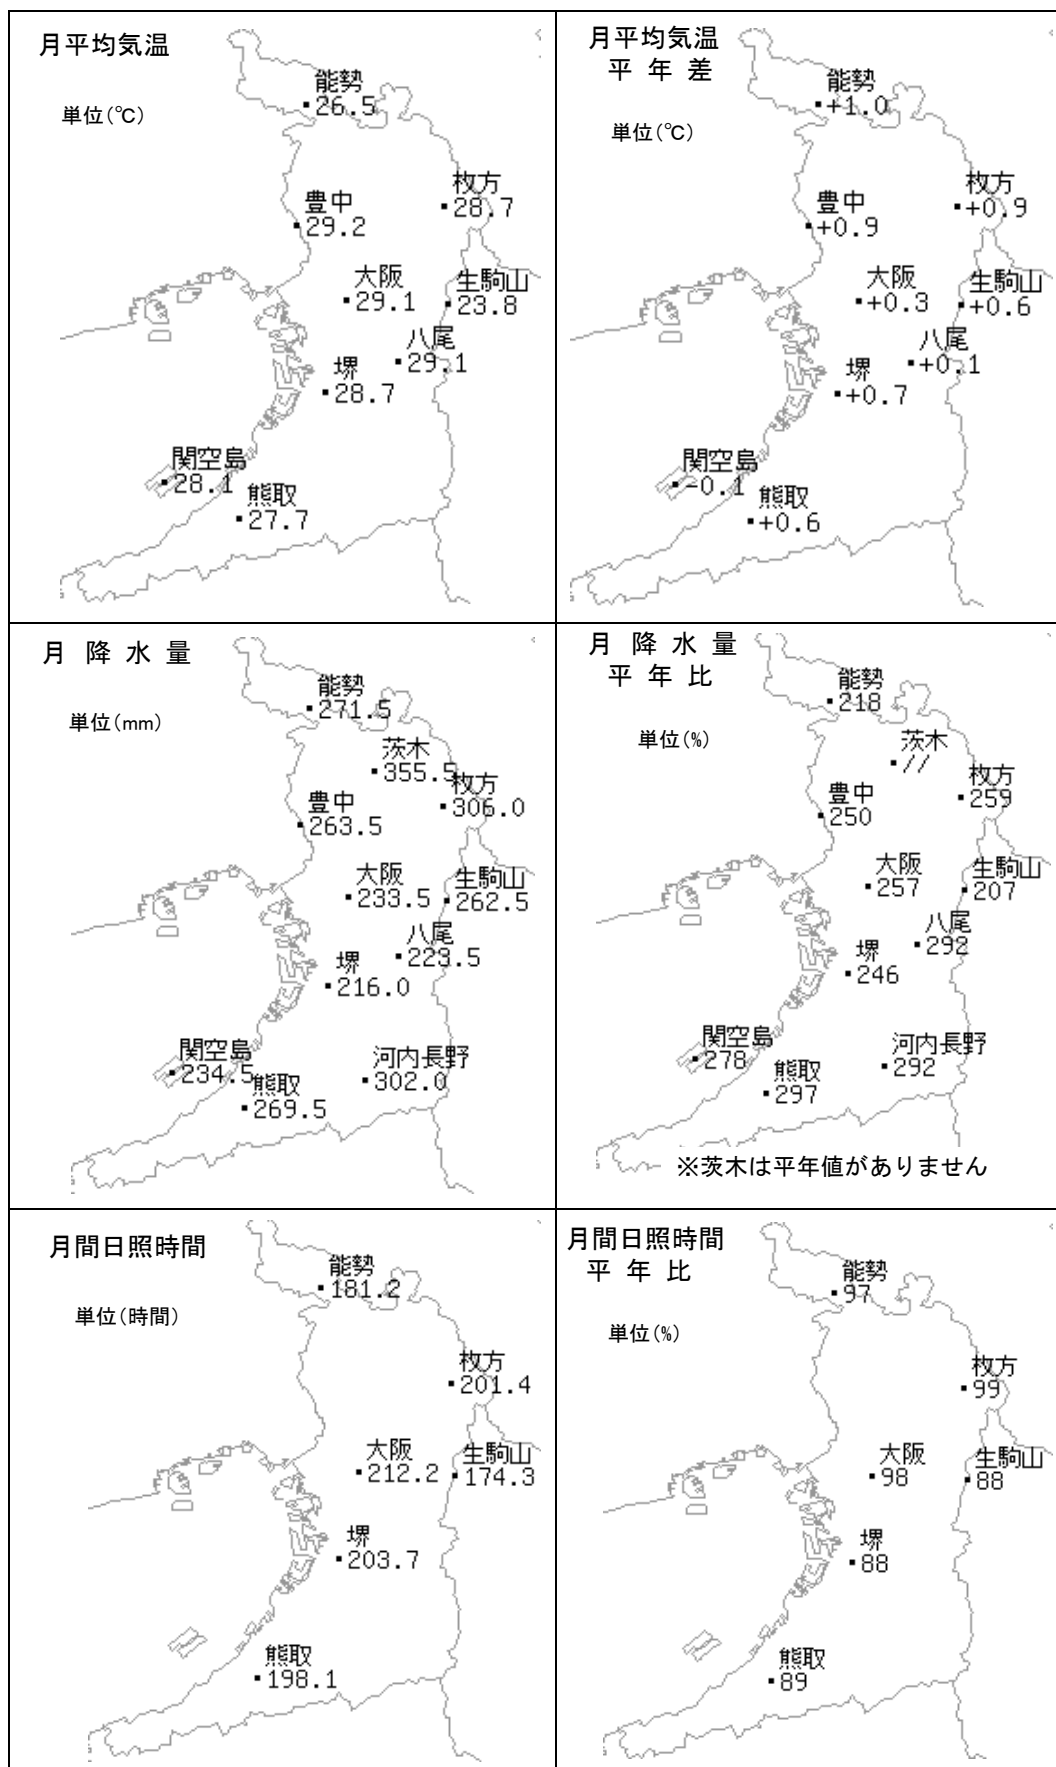 月平均気温
単位(℃)
能勢
26.5
枚方
28.7
豊中
29.2
大阪
29.1
生駒山
23.8
八尾
29.1
堺
28.7
関空島
28.1
熊取
27.7
月平均気温
平年差
単位(℃)
能勢
+1.0
枚方
+0.9
豊中
+0.9
大阪
+0.3
生駒山
+0.6
八尾
+0.1
堺
+0.7
関空島
-0.1
熊取
+0.6
月降水量
単位(mm)
能勢
271.5
茨木
355.5
枚方
306.0
豊中
263.5
大阪
233.5
生駒山
262.5
八尾
223.5
堺
216.0
関空島
234.5
河内長野
302.0
熊取
269.5
月降水量
平年比
単位(%)
能勢
218
茨木
//
枚方
259
豊中
250
大阪
257
生駒山
207
八尾
292
堺
246
関空島
278
河内長野
292
熊取
297
※茨木は平年値がありません
月間日照時間
単位(時間)
能勢
181.2
枚方
201.4
大阪
212.2
生駒山
174.3
堺
203.7
熊取
198.1
月間日照時間
平年比
単位(%)
能勢
97
枚方
99
大阪
98
生駒山
88
堺
88
熊取
89